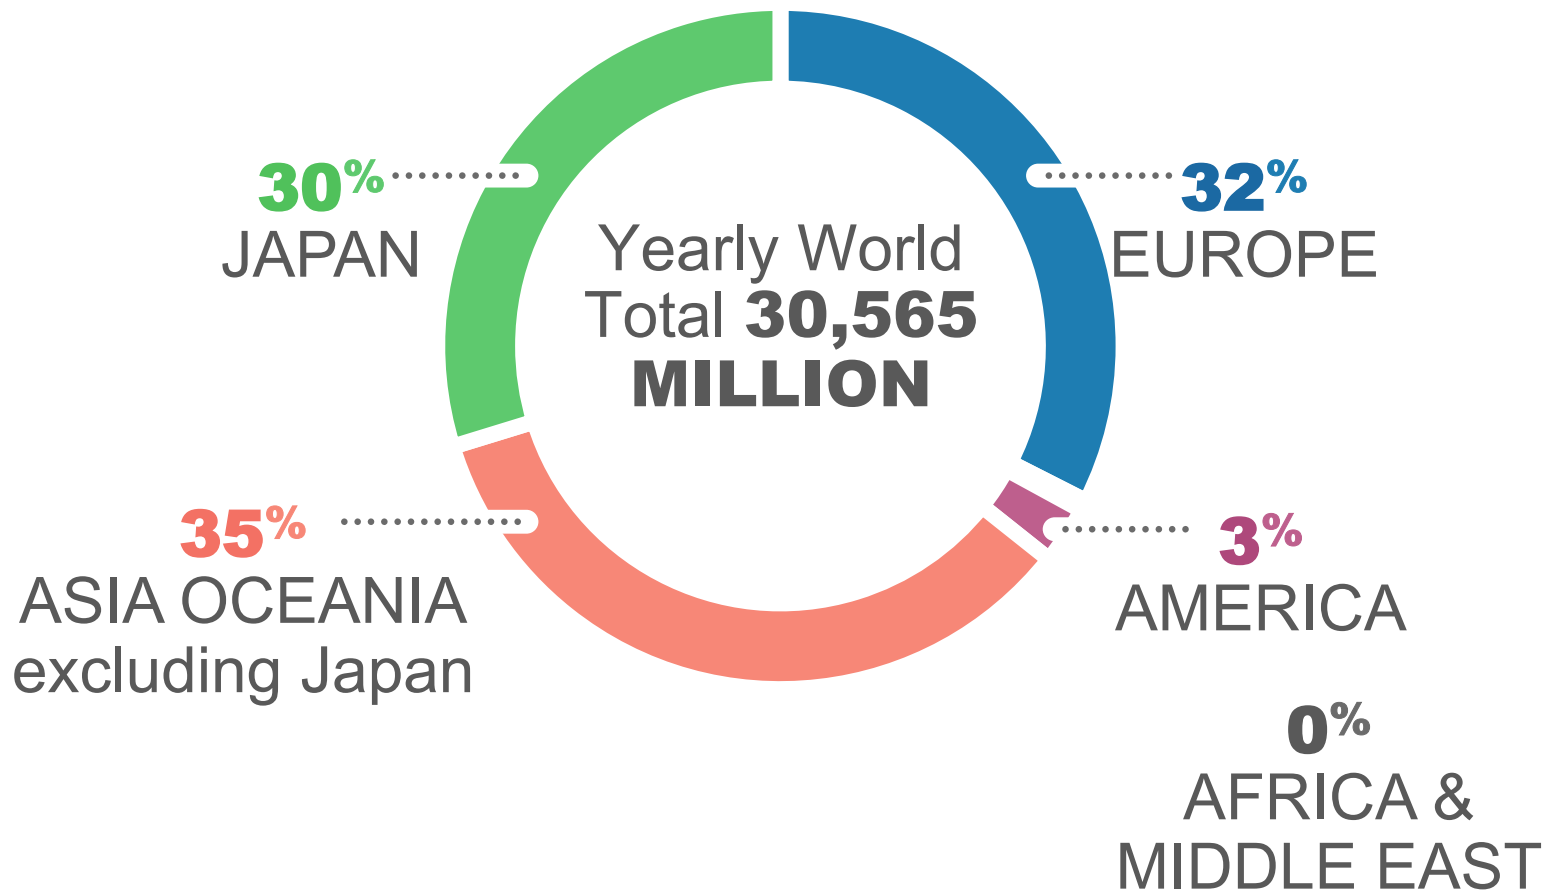 Yearly World
Total 30,565
MILLION
30%
JAPAN
32%
EUROPE
35%
ASIA OCEANIA
excluding Japan
3%
AMERICA
0%
AFRICA &
MIDDLE EAST